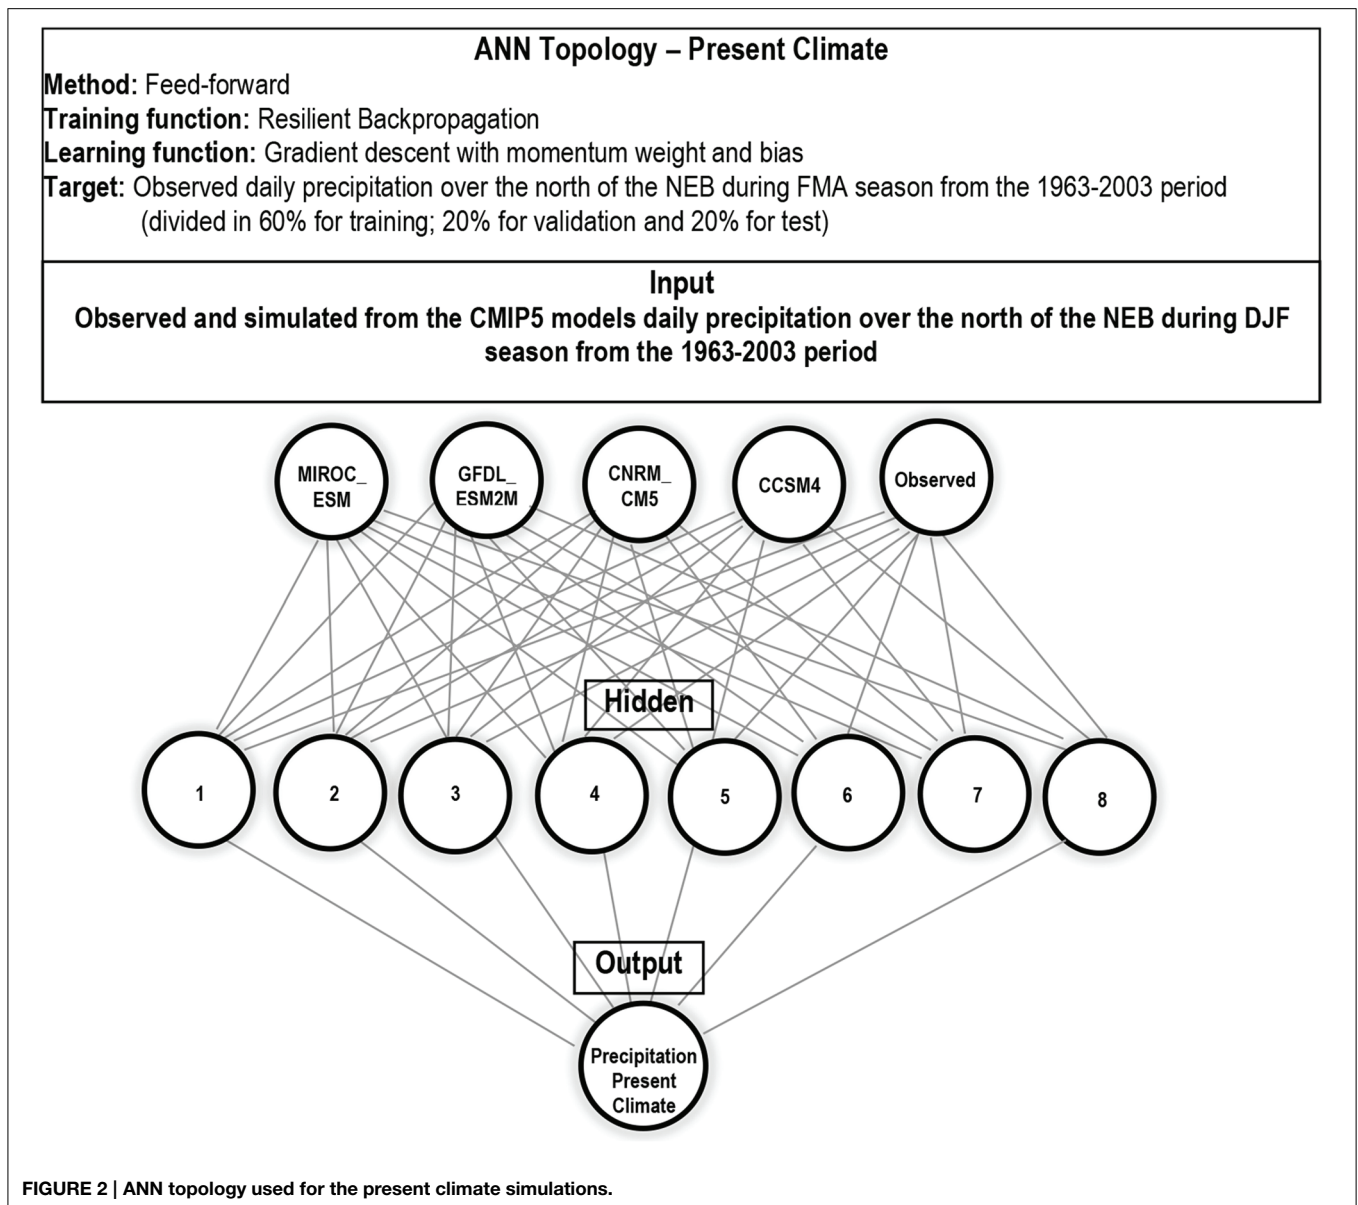 ANN Topology – Present Climate
Method: Feed-forward
Training function: Resilient Backpropagation
Learning function: Gradient descent with momentum weight and bias
Target: Observed daily precipitation over the north of the NEB during FMA season from the 1963-2003 period
(divided in 60% for training; 20% for validation and 20% for test)
Input
Observed and simulated from the CMIP5 models daily precipitation over the north of the NEB during DJF
season from the 1963-2003 period
MIROC_
ESM
GFDL_
ESM2M
CNRM_
CM5
CCSM4
Observed
Hidden
1
2
3
4
5
6
7
8
Output
Precipitation
Present
Climate
FIGURE 2 | ANN topology used for the present climate simulations.